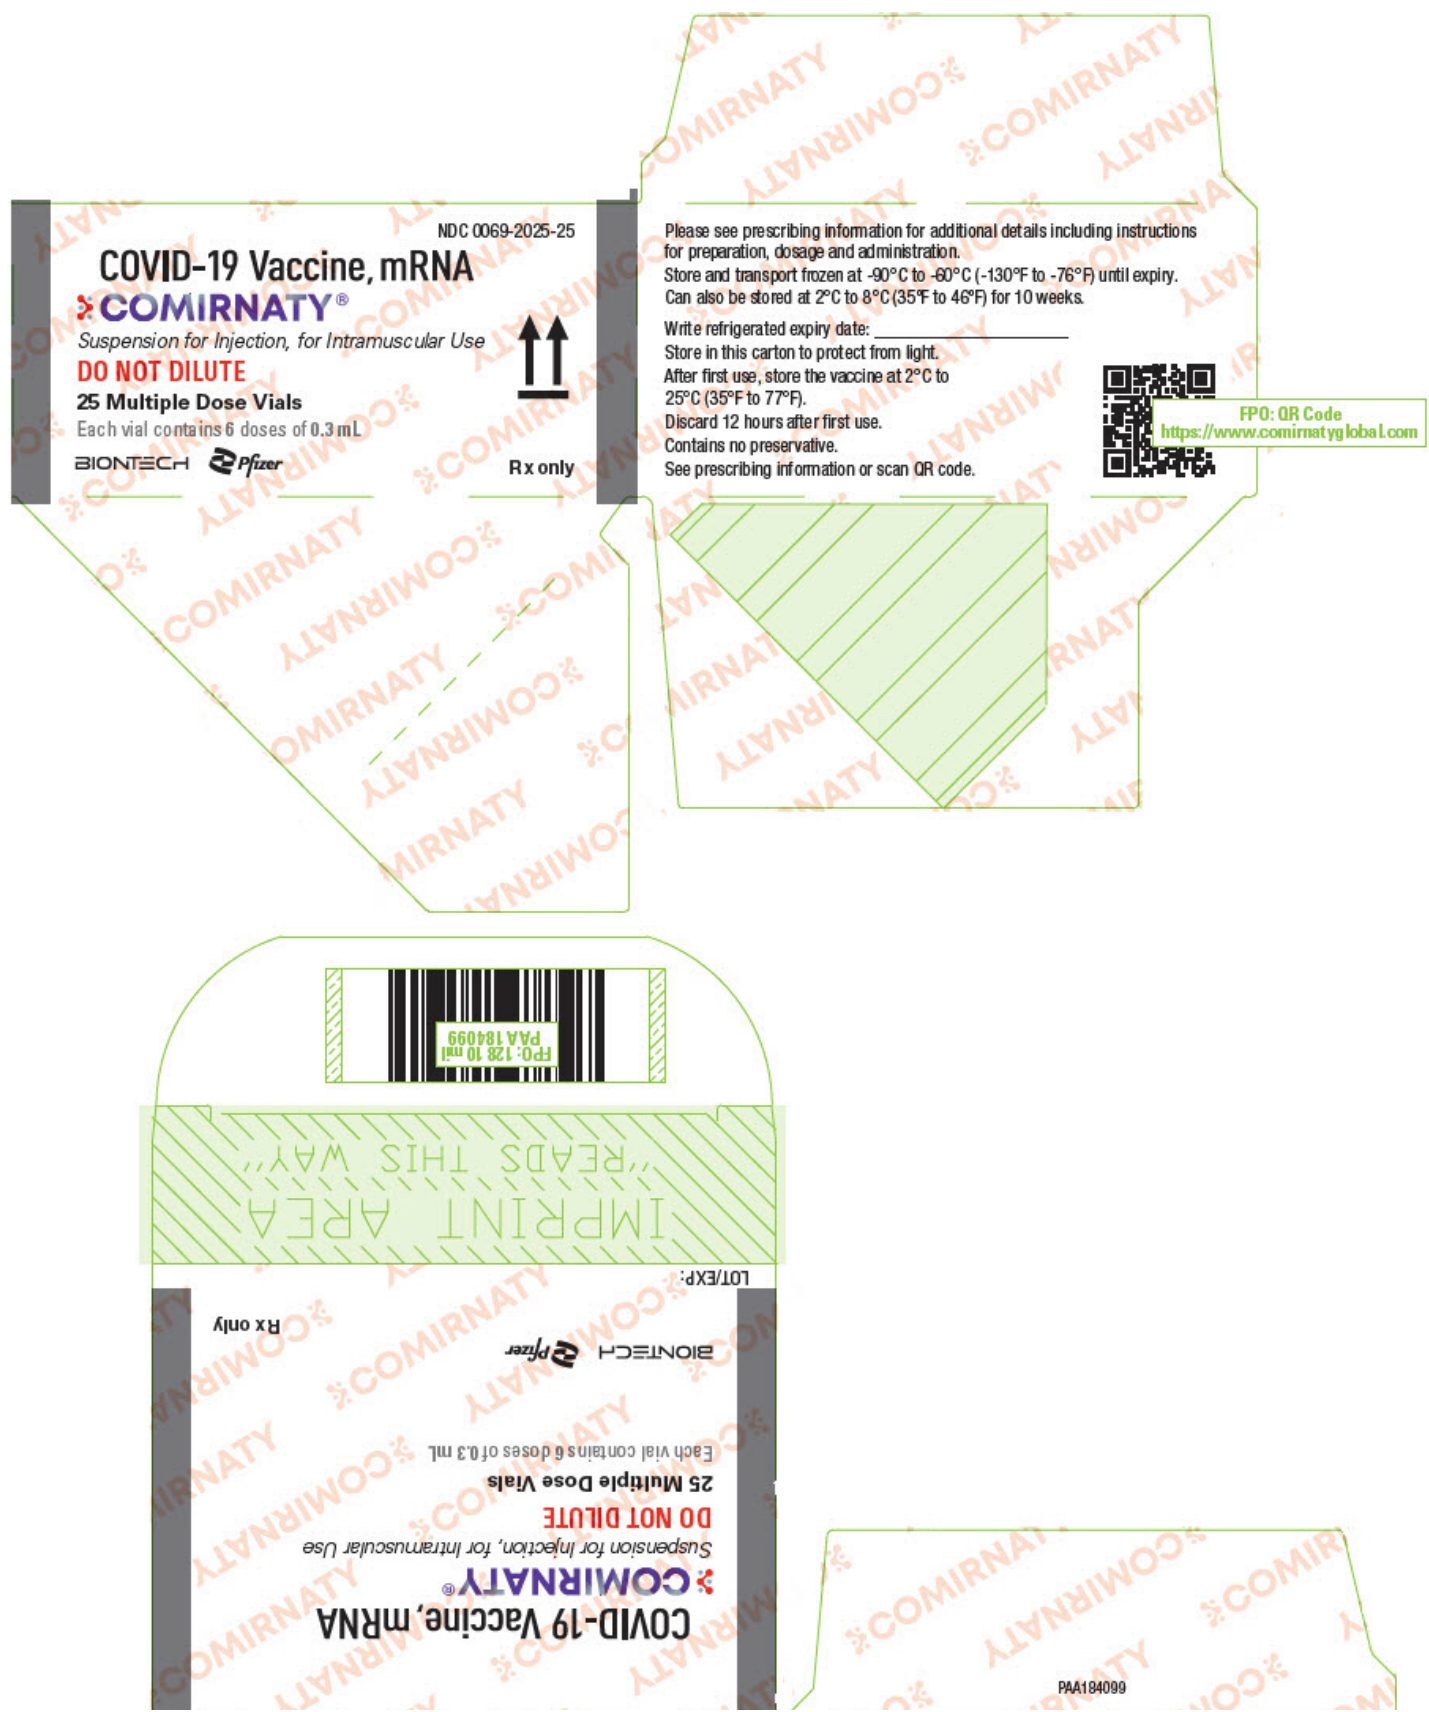 NDC 0069-2025-25
COVID-19 Vaccine, mRNA
COMIRNATY®
Suspension for Injection, for Intramuscular Use
DO NOT DILUTE
25 Multiple Dose Vials
Each vial contains 6 doses of 0.3 mL
BIONTECH Pfizer
Rx only
Please see prescribing information for additional details including instructions
for preparation, dosage and administration.
Store and transport frozen at -90°C to -60°C (-130°F to -76°F) until expiry.
Can also be stored at 2°C to 8°C (35°F to 46°F) for 10 weeks.
Write refrigerated expiry date:
Store in this carton to protect from light.
After first use, store the vaccine at 2°C to
25°C (35°F to 77°F).
Discard 12 hours after first use.
Contains no preservative.
See prescribing information or scan QR code.
FPO: QR Code
https://www.comirnatyglobal.com
FPO: 128 10 mil
PAA184099
IMPRINT AREA
"READS THIS WAY"
COVID-19 Vaccine, mRNA
COMIRNATY®
Suspension for Injection, for Intramuscular Use
DO NOT DILUTE
25 Multiple Dose Vials
Each vial contains 6 doses of 0.3 mL
BIONTECH Pfizer
Rx only
LOT/EXP:
PAA184099